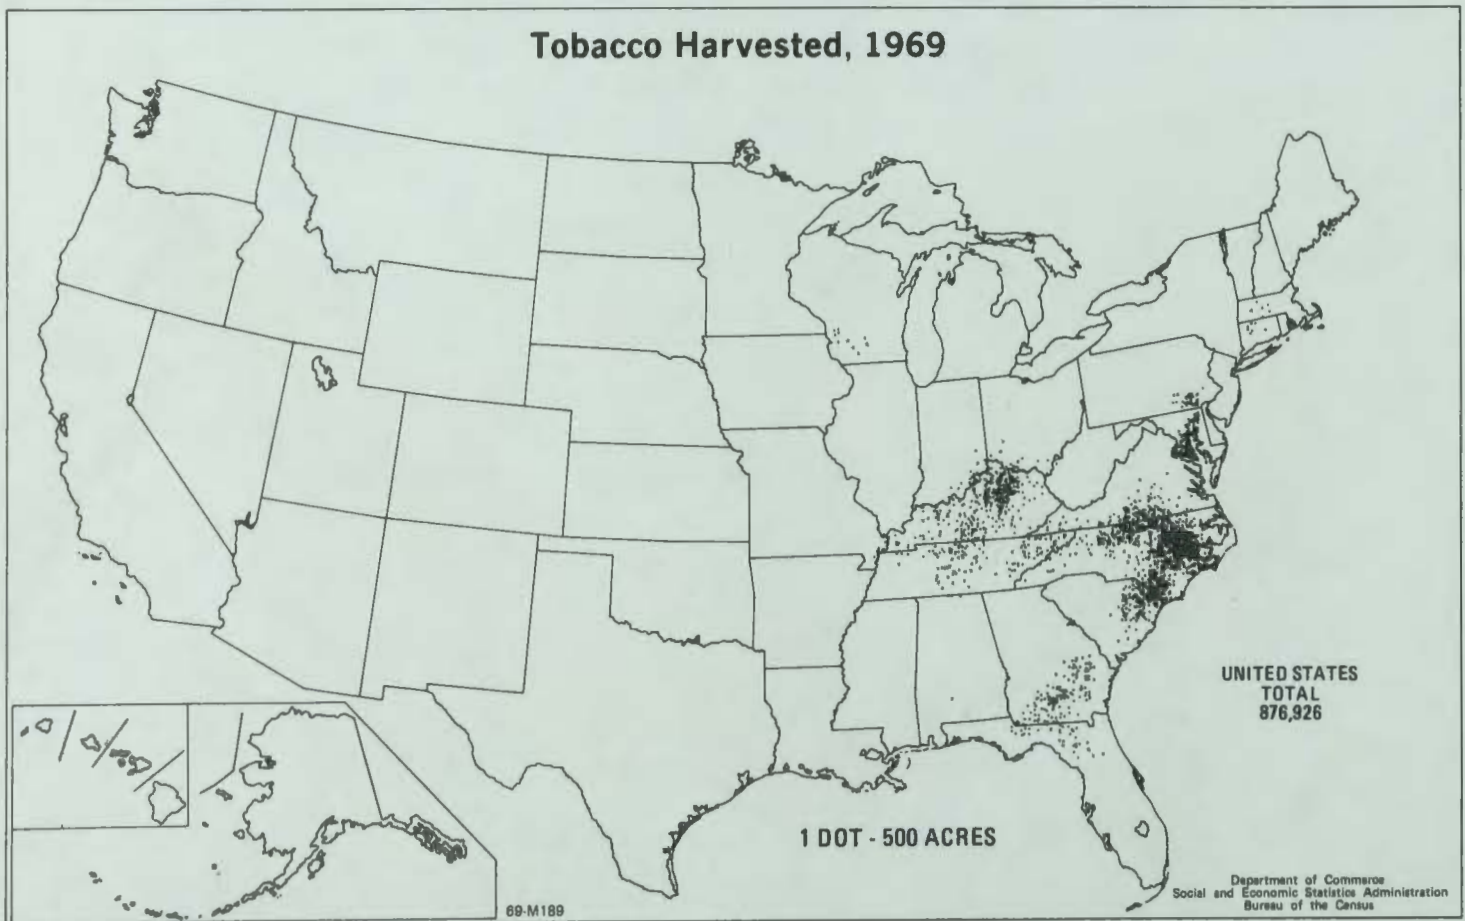 Tobacco Harvested, 1969
UNITED STATES
TOTAL
876,926
1 DOT - 500 ACRES
69-M189
Department of Commerce
Social and Economic Statistics Administration
Bureau of the Census